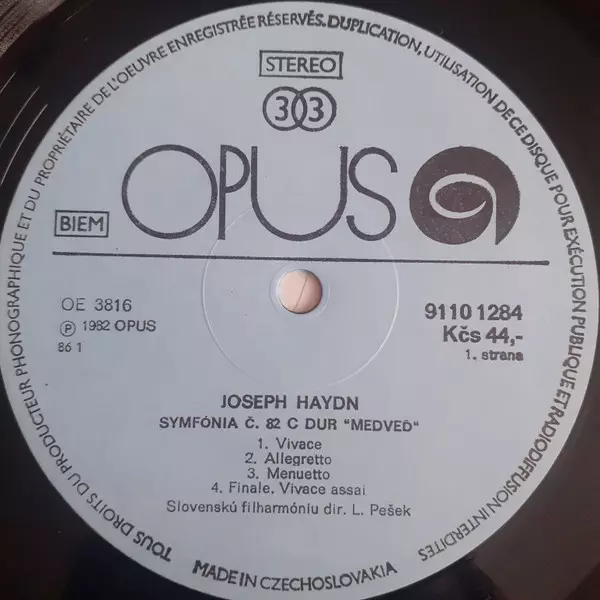 TOUS DROITS DU PRODUCTEUR PHONOGRAPHIQUE ET DU PROPRIÉTAIRE DE L'OEUVRE ENREGISTRÉE RÉSERVÉS. DUPLICATION, UTILISATION DE CE DISQUE POUR EXÉCUTION PUBLIQUE ET RADIODIFFUSION INTERDITES
STEREO
33
OPUS
BIEM
OE 3816
℗ 1982 OPUS
86 1
9110 1284
Kčs 44,-
1. strana
JOSEPH HAYDN
SYMFÓNIA Č. 82 C DUR "MEDVEĎ"
1. Vivace
2. Allegretto
3. Menuetto
4. Finale. Vivace assai
Slovenskú filharmóniu dir. L. Pešek
MADE IN CZECHOSLOVAKIA